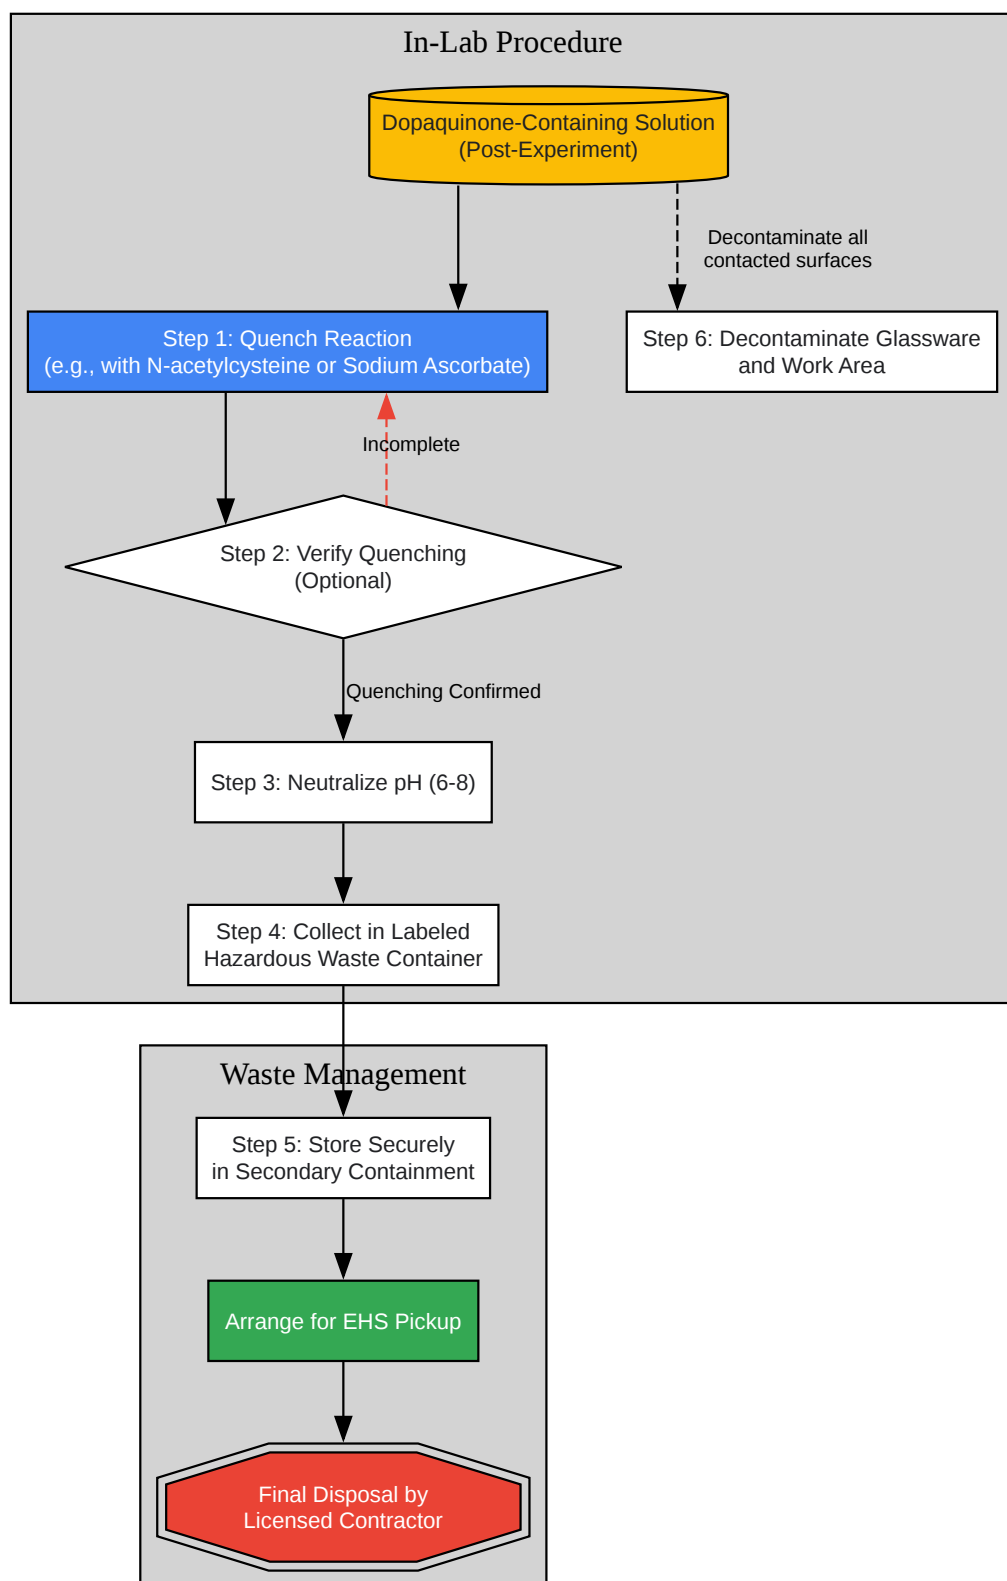 In-Lab Procedure
Dopaquinone-Containing Solution
(Post-Experiment)
Decontaminate all
contacted surfaces
Step 1: Quench Reaction
(e.g., with N-acetylcysteine or Sodium Ascorbate)
Step 6: Decontaminate Glassware
and Work Area
Incomplete
Step 2: Verify Quenching
(Optional)
Quenching Confirmed
Step 3: Neutralize pH (6-8)
Step 4: Collect in Labeled
Hazardous Waste Container
Waste Management
Step 5: Store Securely
in Secondary Containment
Arrange for EHS Pickup
Final Disposal by
Licensed Contractor